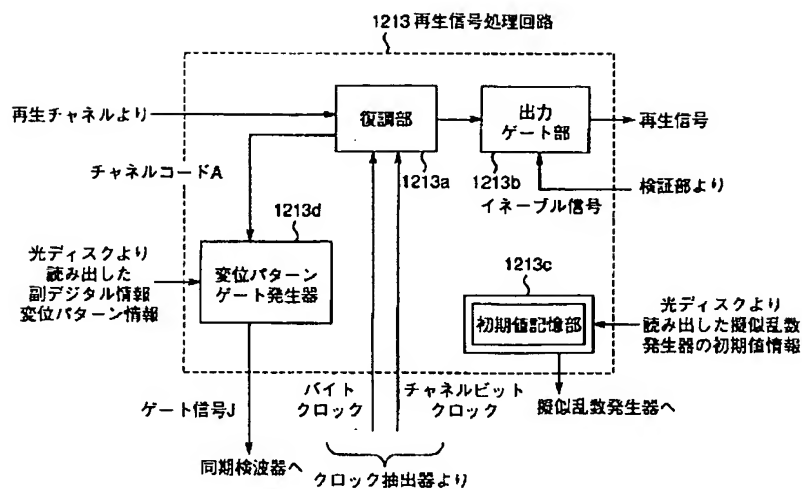 1213 再生信号処理回路
再生チャネルより
復調部
出力
ゲート部
再生信号
チャネルコードA
1213a
1213b
検証部より
イネーブル信号
1213d
光ディスクより
読み出した
副デジタル情報
変位パターン情報
変位パターン
ゲート発生器
1213c
初期値記憶部
光ディスクより
読み出した擬似乱数
発生器の初期値情報
ゲート信号J
バイト
クロック
チャネルビット
クロック
擬似乱数発生器へ
同期検波器へ
クロック抽出器より